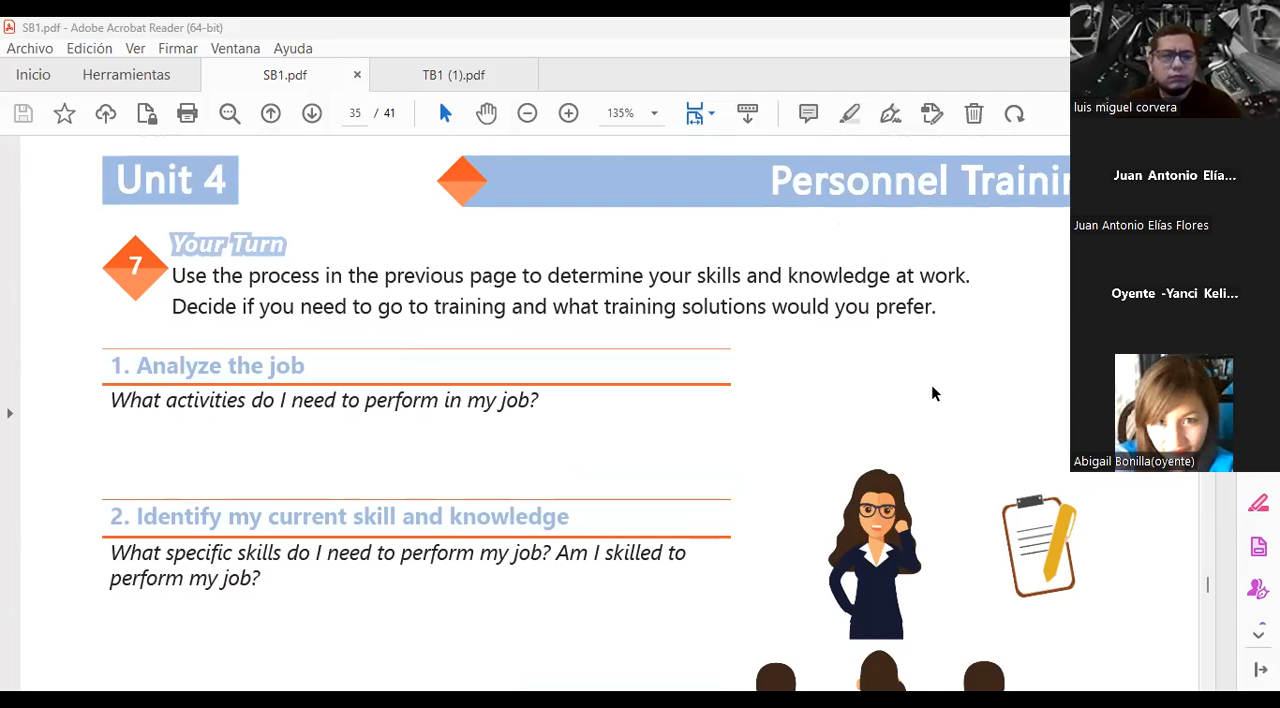 SB1.pdf - Adobe Acrobat Reader (64-bit)
Archivo Edición Ver Firmar Ventana Ayuda
Inicio Herramientas SB1.pdf × TB1 (1).pdf
35 / 41 135%
luis miguel corvera
Juan Antonio Elía...
Juan Antonio Elías Flores
Oyente -Yanci Keli...
Abigail Bonilla(oyente)
Unit 4
Personnel Trainin
7
Your Turn
Use the process in the previous page to determine your skills and knowledge at work.
Decide if you need to go to training and what training solutions would you prefer.
1. Analyze the job
What activities do I need to perform in my job?
2. Identify my current skill and knowledge
What specific skills do I need to perform my job? Am I skilled to
perform my job?